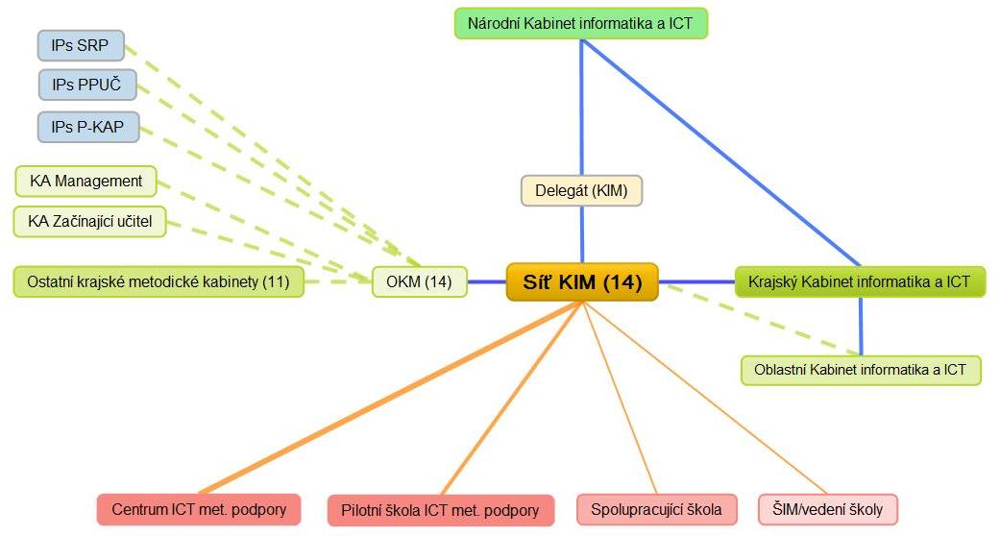 Národní Kabinet informatika a ICT
IPs SRP
IPs PPUČ
IPs P-KAP
KA Management
Delegát (KIM)
KA Začínající učitel
Ostatní krajské metodické kabinety (11)
OKM (14)
Síť KIM (14)
Krajský Kabinet informatika a ICT
Oblastní Kabinet informatika a ICT
Centrum ICT met. podpory
Pilotní škola ICT met. podpory
Spolupracující škola
ŠIM/vedení školy